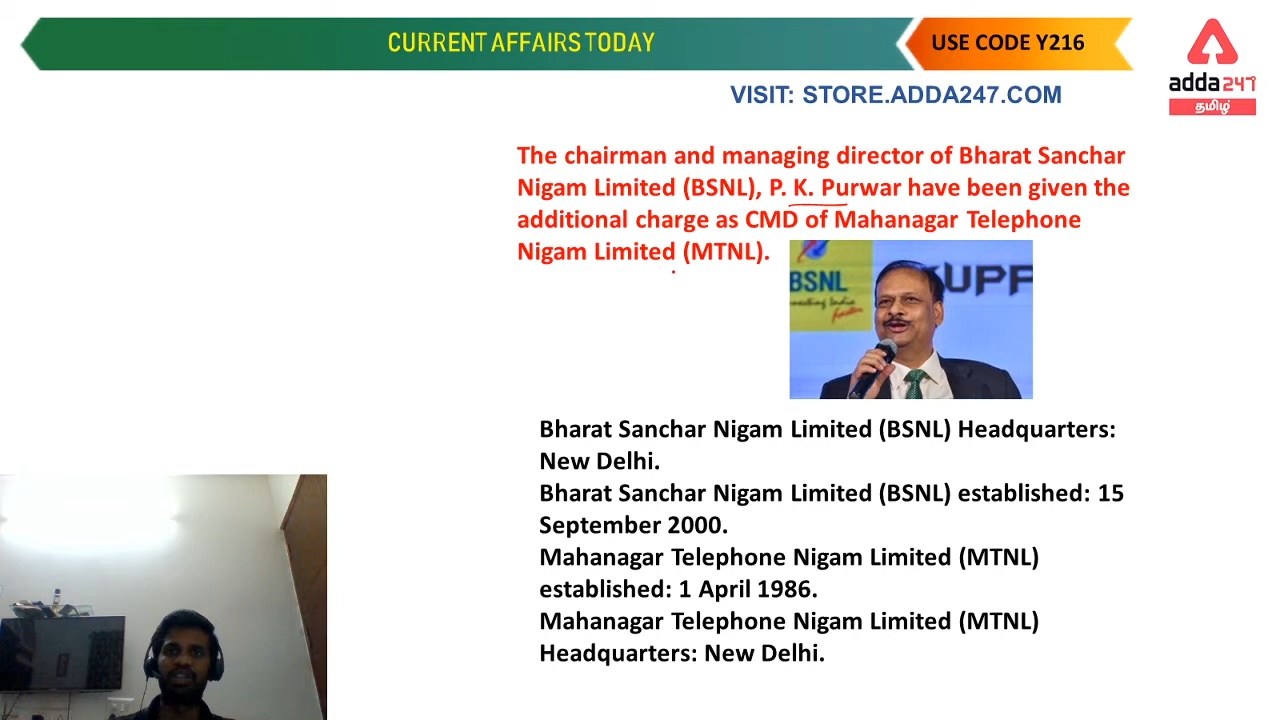 CURRENT AFFAIRS TODAY
USE CODE Y216
adda247
தமிழ்
VISIT: STORE.ADDA247.COM
The chairman and managing director of Bharat Sanchar
Nigam Limited (BSNL), P. K. Purwar have been given the
additional charge as CMD of Mahanagar Telephone
Nigam Limited (MTNL).
BSNL
Bharat Sanchar Nigam Limited (BSNL) Headquarters:
New Delhi.
Bharat Sanchar Nigam Limited (BSNL) established: 15
September 2000.
Mahanagar Telephone Nigam Limited (MTNL)
established: 1 April 1986.
Mahanagar Telephone Nigam Limited (MTNL)
Headquarters: New Delhi.